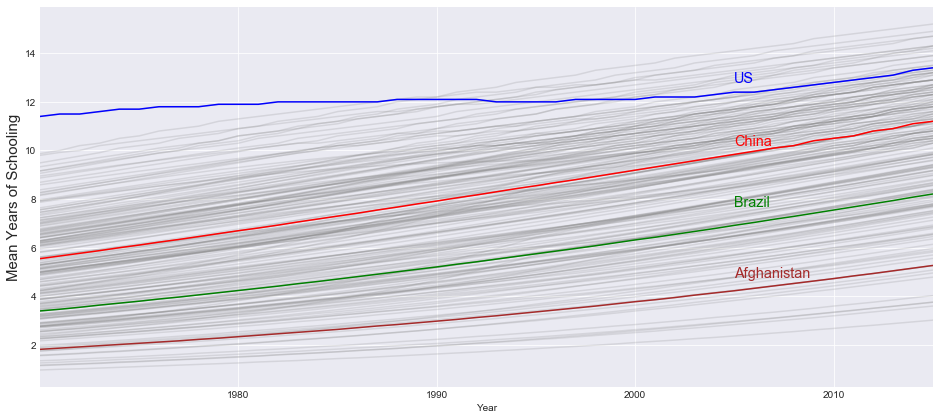 Mean Years of Schooling
14
12
10
8
6
4
2
US
China
Brazil
Afghanistan
1980
1990
2000
2010
Year